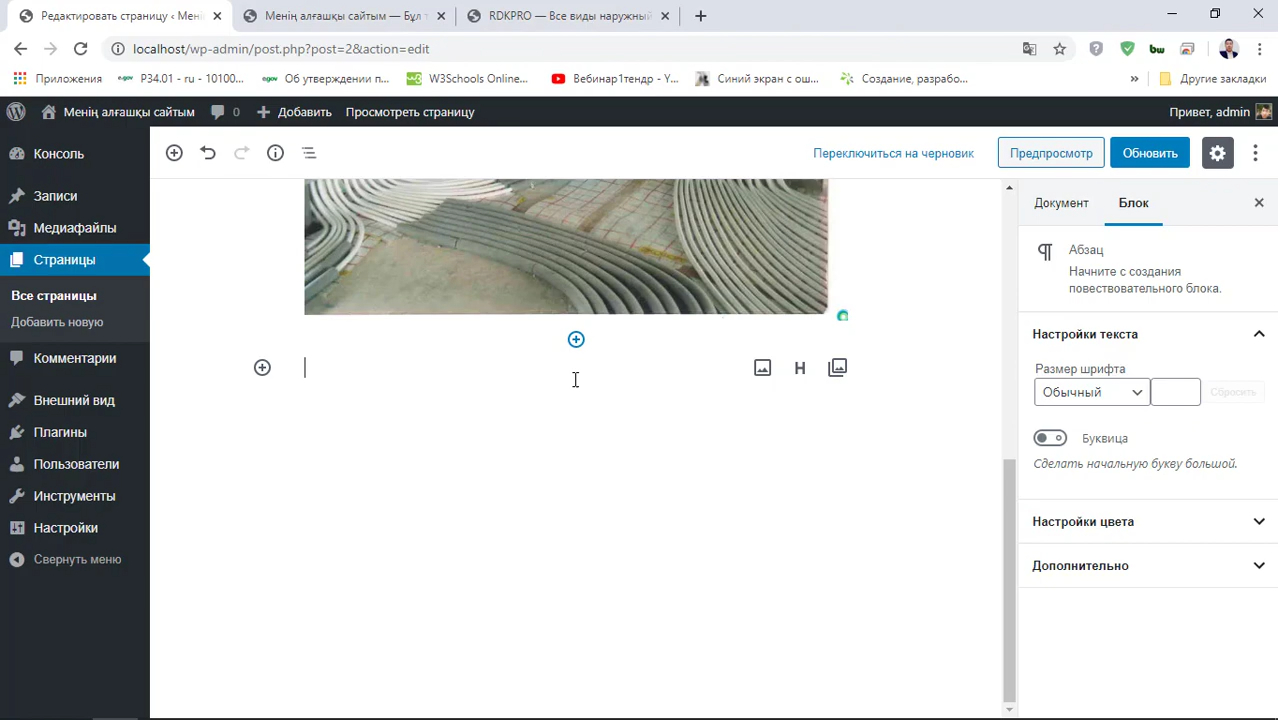 Редактировать страницу ‹ Мен
Менің алғашқы сайтым — Бұл т
RDKPRO — Все виды наружный
localhost/wp-admin/post.php?post=2&action=edit
Приложения
P34.01 - ru - 10100...
Об утверждении п...
W3Schools Online...
Вебинар1тендр - Y...
Синий экран с ош...
Создание, разрабо...
»
Другие закладки
Менің алғашқы сайтым
0
Добавить
Просмотреть страницу
Привет, admin
Консоль
Записи
Медиафайлы
Страницы
Все страницы
Добавить новую
Комментарии
Внешний вид
Плагины
Пользователи
Инструменты
Настройки
Свернуть меню
Переключиться на черновик
Предпросмотр
Обновить
H
Документ
Блок
Абзац
Начните с создания
повествовательного блока.
Настройки текста
Размер шрифта
Обычный
Сбросить
Буквица
Сделать начальную букву большой.
Настройки цвета
Дополнительно